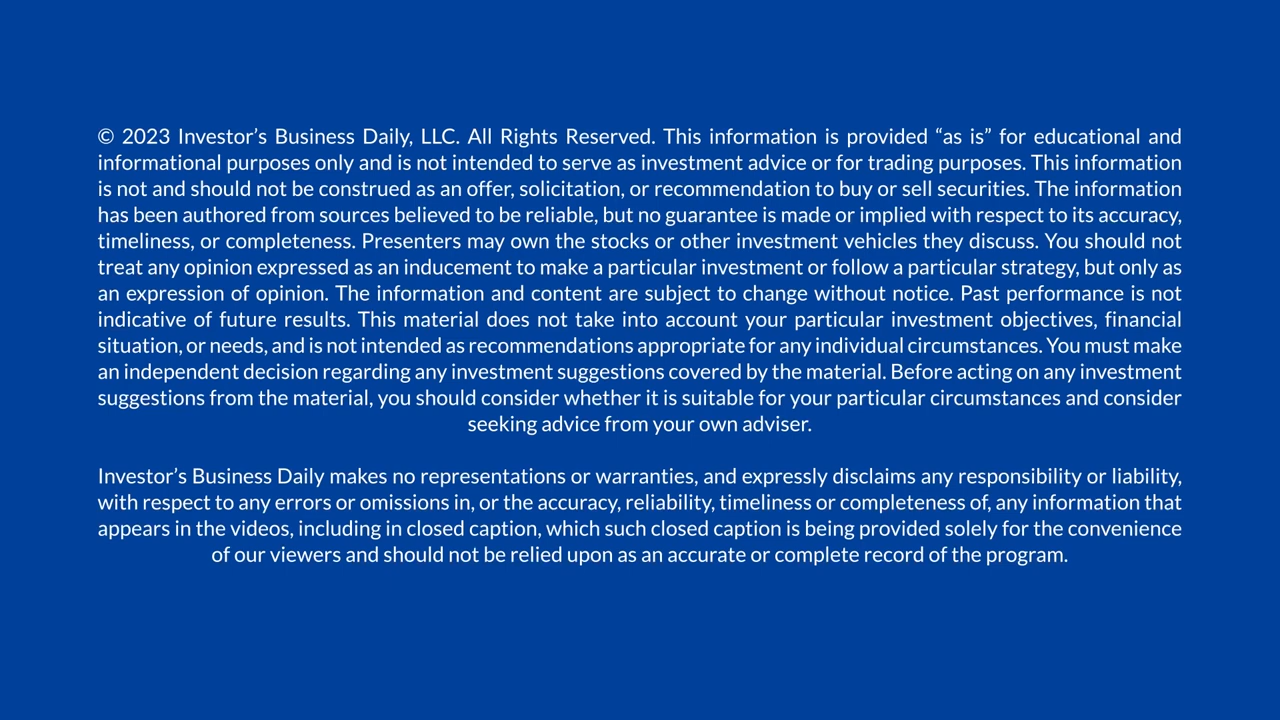 © 2023 Investor’s Business Daily, LLC. All Rights Reserved. This information is provided “as is” for educational and
informational purposes only and is not intended to serve as investment advice or for trading purposes. This information
is not and should not be construed as an offer, solicitation, or recommendation to buy or sell securities. The information
has been authored from sources believed to be reliable, but no guarantee is made or implied with respect to its accuracy,
timeliness, or completeness. Presenters may own the stocks or other investment vehicles they discuss. You should not
treat any opinion expressed as an inducement to make a particular investment or follow a particular strategy, but only as
an expression of opinion. The information and content are subject to change without notice. Past performance is not
indicative of future results. This material does not take into account your particular investment objectives, financial
situation, or needs, and is not intended as recommendations appropriate for any individual circumstances. You must make
an independent decision regarding any investment suggestions covered by the material. Before acting on any investment
suggestions from the material, you should consider whether it is suitable for your particular circumstances and consider
seeking advice from your own adviser.
Investor’s Business Daily makes no representations or warranties, and expressly disclaims any responsibility or liability,
with respect to any errors or omissions in, or the accuracy, reliability, timeliness or completeness of, any information that
appears in the videos, including in closed caption, which such closed caption is being provided solely for the convenience
of our viewers and should not be relied upon as an accurate or complete record of the program.